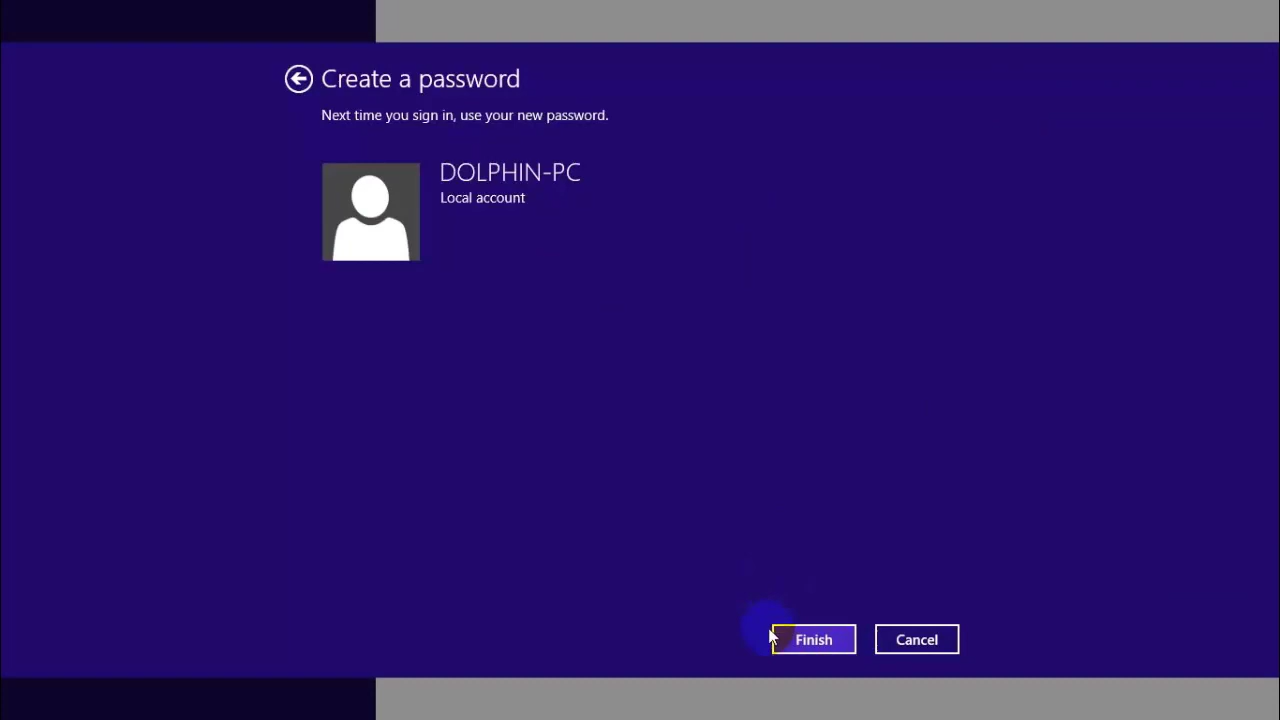 Create a password
Next time you sign in, use your new password.
DOLPHIN-PC
Local account
Finish
Cancel